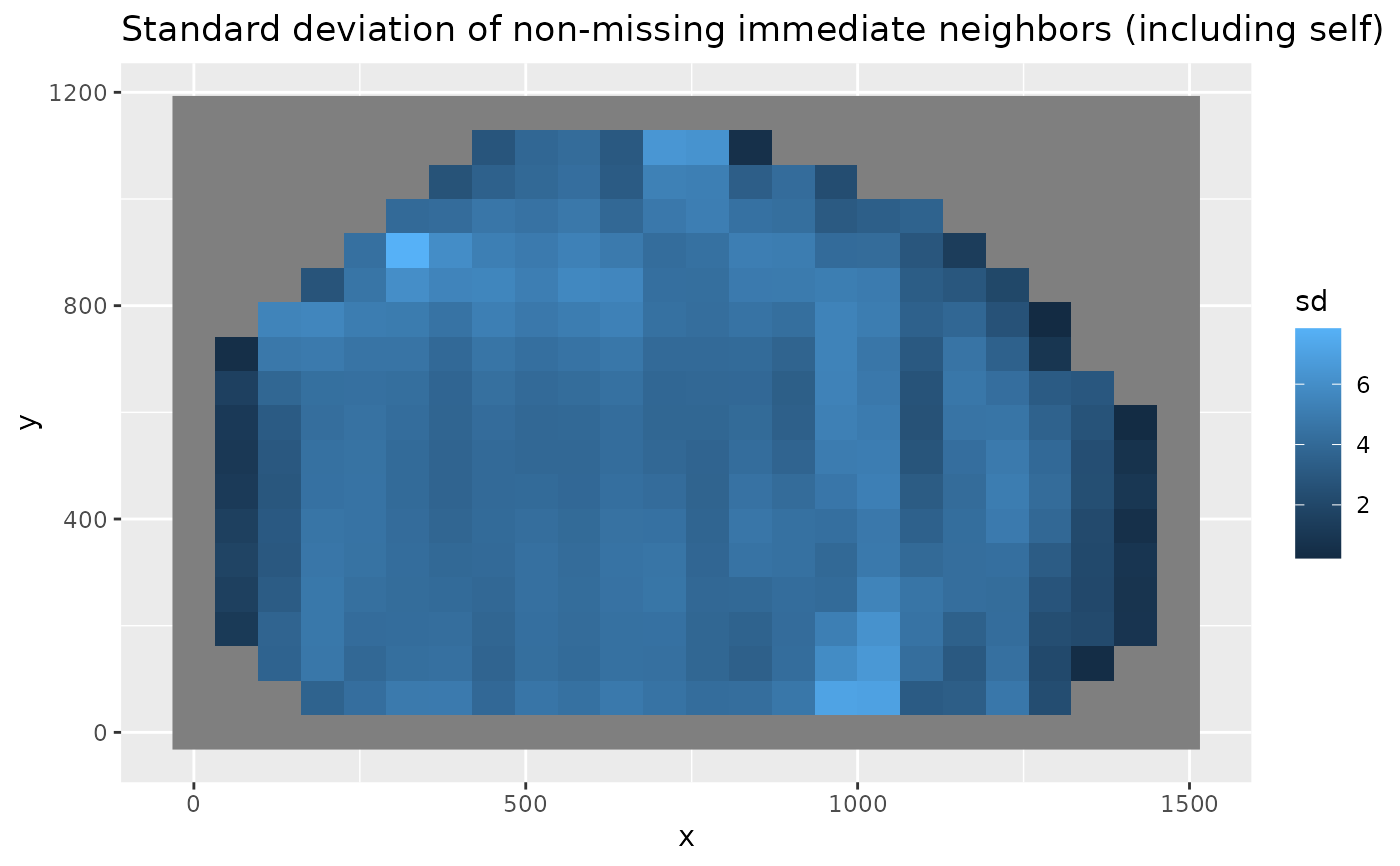 Standard deviation of non-missing immediate neighbors (including self)
1200
800
400
0
y
0
500
1000
1500
x
sd
6
4
2